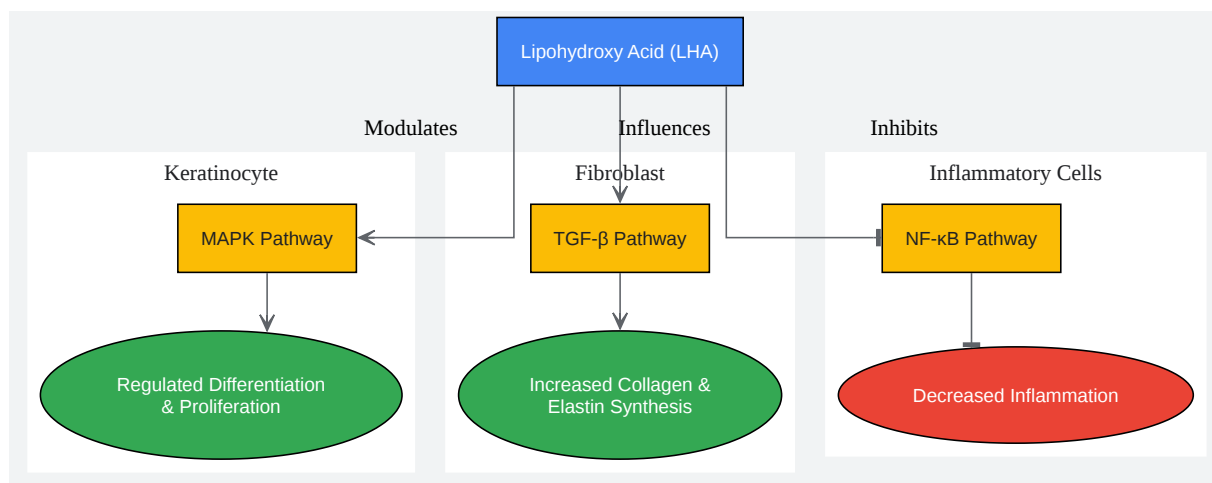 Lipohydroxy Acid (LHA)
Modulates
Influences
Inhibits
Keratinocyte
Fibroblast
Inflammatory Cells
MAPK Pathway
TGF-β Pathway
NF-κB Pathway
Regulated Differentiation
& Proliferation
Increased Collagen &
Elastin Synthesis
Decreased Inflammation